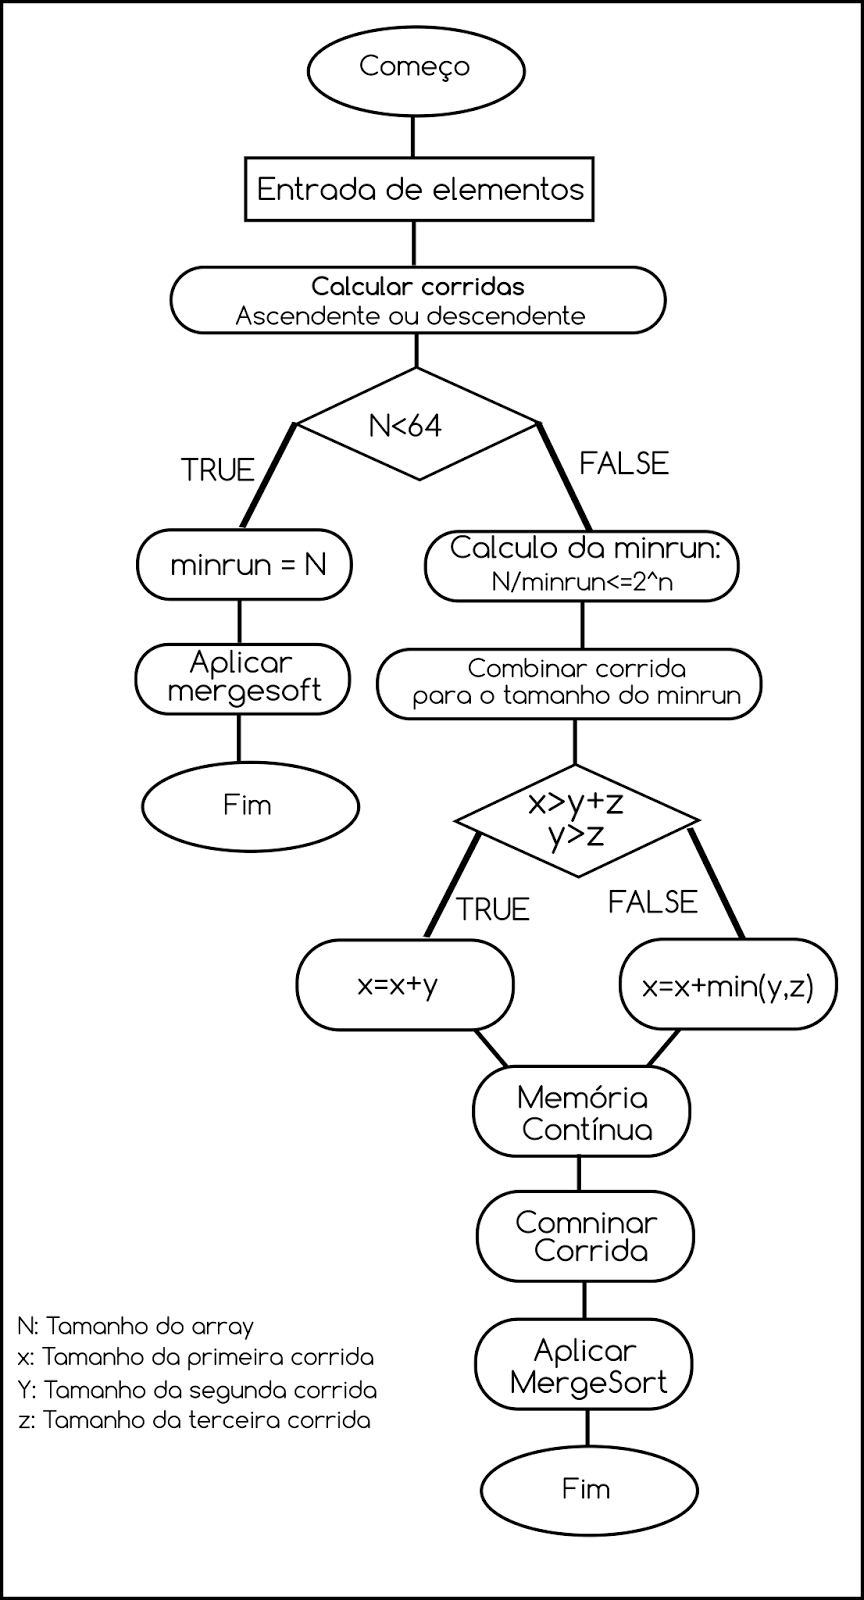 Começo
Entrada de elementos
Calcular corridas
Ascendente ou descendente
N<64
TRUE
FALSE
minrun = N
Calculo da minrun:
N/minrun<=2^n
Aplicar
mergesoft
Combinar corrida
para o tamanho do minrun
Fim
x>y+z
y>z
TRUE
FALSE
x=x+y
x=x+min(y,z)
Memória
Contínua
Comninar
Corrida
Aplicar
MergeSort
Fim
N: Tamanho do array
x: Tamanho da primeira corrida
Y: Tamanho da segunda corrida
z: Tamanho da terceira corrida